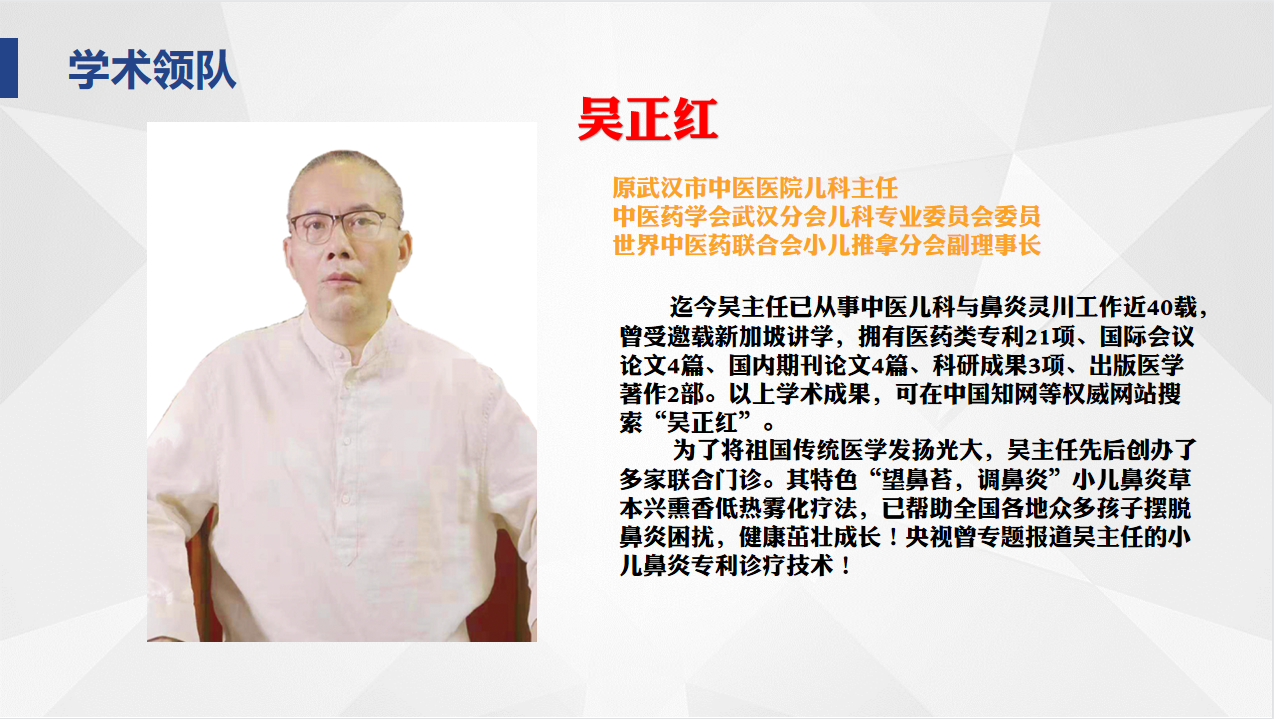 学术领队
吴正红
原武汉市中医医院儿科主任
中医药学会武汉分会儿科专业委员会委员
世界中医药联合会小儿推拿分会副理事长
迄今吴主任已从事中医儿科与鼻炎灵川工作近40载，
曾受邀载新加坡讲学，拥有医药类专利21项、国际会议
论文4篇、国内期刊论文4篇、科研成果3项、出版医学
著作2部。以上学术成果，可在中国知网等权威网站搜
索“吴正红”。
为了将祖国传统医学发扬光大，吴主任先后创办了
多家联合门诊。其特色“望鼻苔，调鼻炎”小儿鼻炎草
本兴熏香低热雾化疗法，已帮助全国各地众多孩子摆脱
鼻炎困扰，健康茁壮成长！央视曾专题报道吴主任的小
儿鼻炎专利诊疗技术！